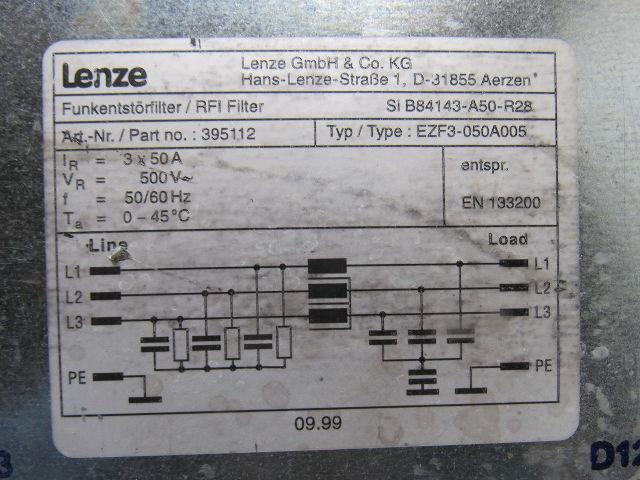 Lenze
Lenze GmbH & Co. KG
Hans-Lenze-Straße 1, D-31855 Aerzen
Funkentstörfilter / RFI Filter
Si B84143-A50-R28
Art.-Nr. / Part no.: 395112
Typ / Type : EZF3-050A005
IR = 3 x 50 A
VR = 500 V~
f = 50/60 Hz
Ta = 0 – 45°C
entspr.
EN 133200
Line
Load
L1
L1
L2
L2
L3
L3
PE
PE
09.99
3
D12